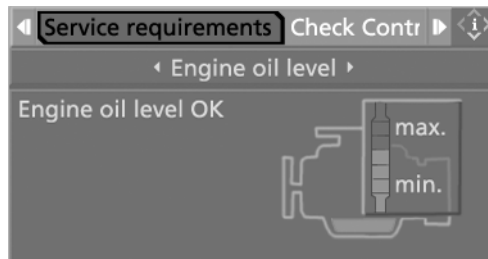 Service requirements Check Contr i
Engine oil level
Engine oil level OK
max.
min.